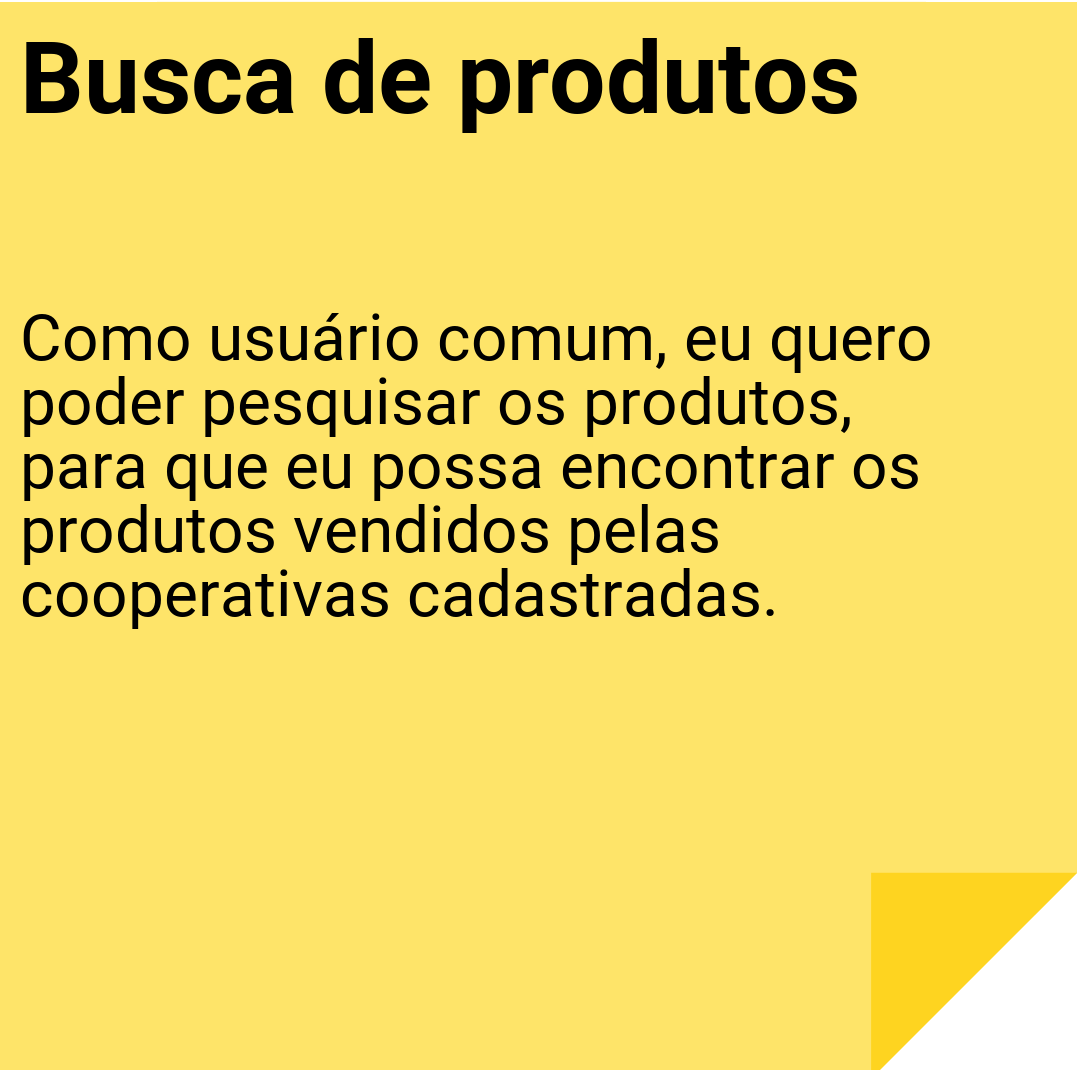 Busca de produtos
Como usuário comum, eu quero
poder pesquisar os produtos,
para que eu possa encontrar os
produtos vendidos pelas
cooperativas cadastradas.